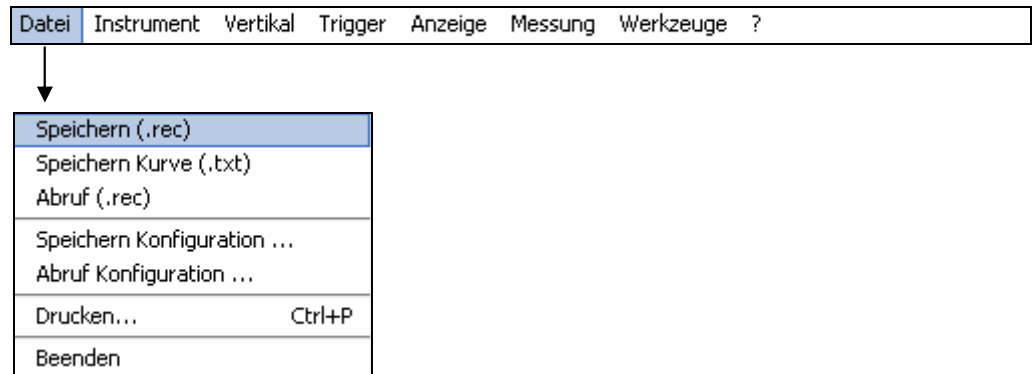 Datei Instrument Vertikal Trigger Anzeige Messung Werkzeuge ?
Speichern (.rec)
Speichern Kurve (.txt)
Abruf (.rec)
Speichern Konfiguration ...
Abruf Konfiguration ...
Drucken... Ctrl+P
Beenden